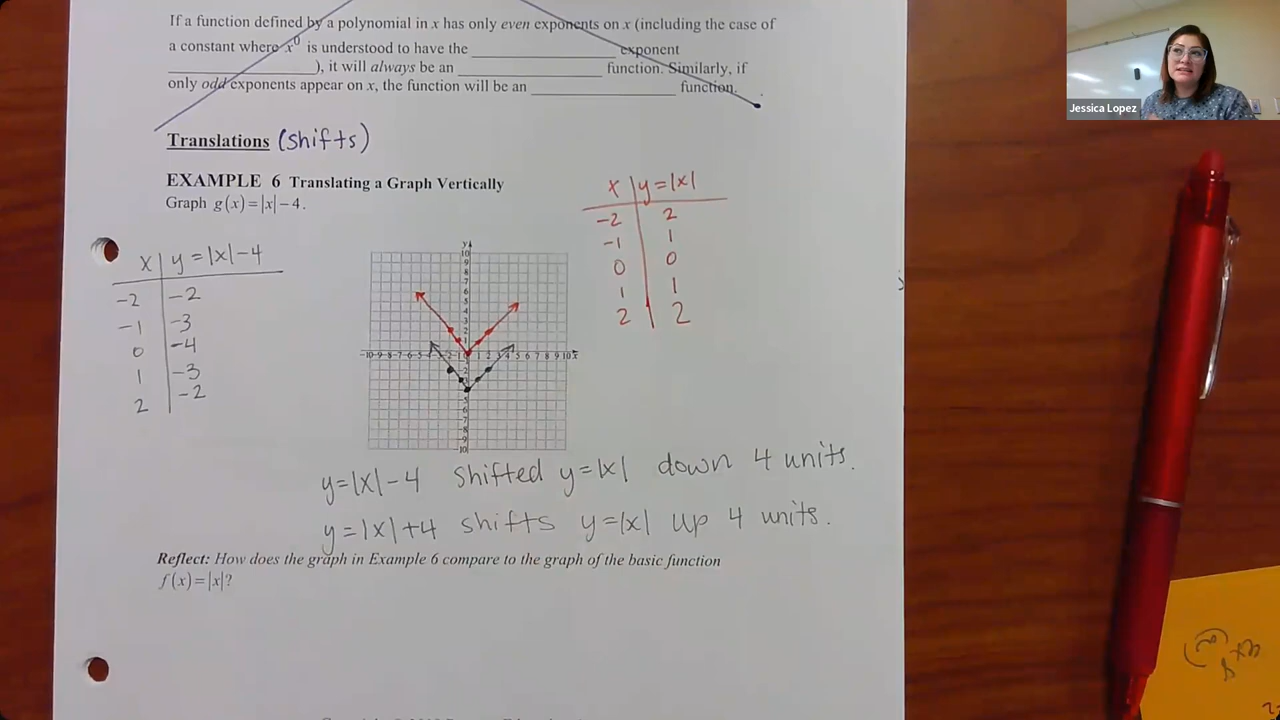 If a function defined by a polynomial in x has only even exponents on x (including the case of
a constant where x⁰ is understood to have the ____________________ exponent
____________________), it will always be an ____________________ function. Similarly, if
only odd exponents appear on x, the function will be an ____________________ function.
Translations (shifts)
EXAMPLE 6 Translating a Graph Vertically
Graph g(x)=|x|−4.
x | y=|x|
-2 | 2
-1 | 1
0 | 0
1 | 1
2 | 2
x | y=|x|-4
-2 | -2
-1 | -3
0 | -4
1 | -3
2 | -2
y=|x|-4 shifted y=|x| down 4 units.
y=|x|+4 shifts y=|x| up 4 units.
Reflect: How does the graph in Example 6 compare to the graph of the basic function
f(x)=|x|?
Jessica Lopez